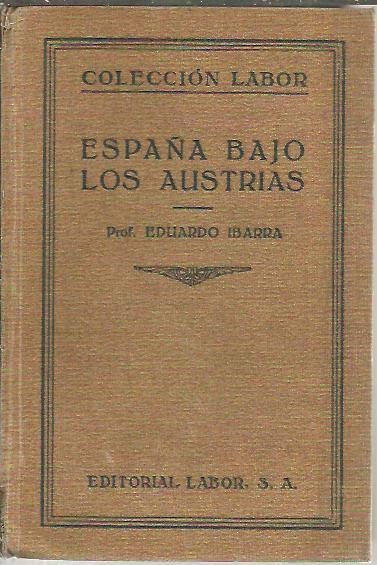 COLECCIÓN LABOR
ESPAÑA BAJO
LOS AUSTRIAS
Prof. EDUARDO IBARRA
EDITORIAL LABOR, S. A.